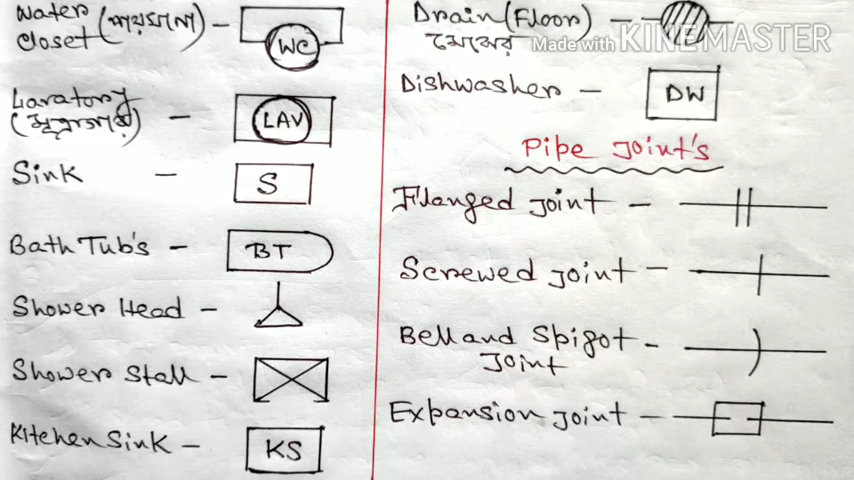 Water
Closet (পায়খানা) -
WC
Lavatory
(মূত্রাগার) -
LAV
Sink -
S
Bath Tub's -
BT
Shower Head -
Shower Stall -
Kitchen Sink -
KS
Drain (Floor) -
মেঝের
Made with KINEMASTER
Dishwasher -
DW
Pipe Joint's
Flanged Joint -
Screwed Joint -
Bell and Spigot -
Joint
Expansion Joint -